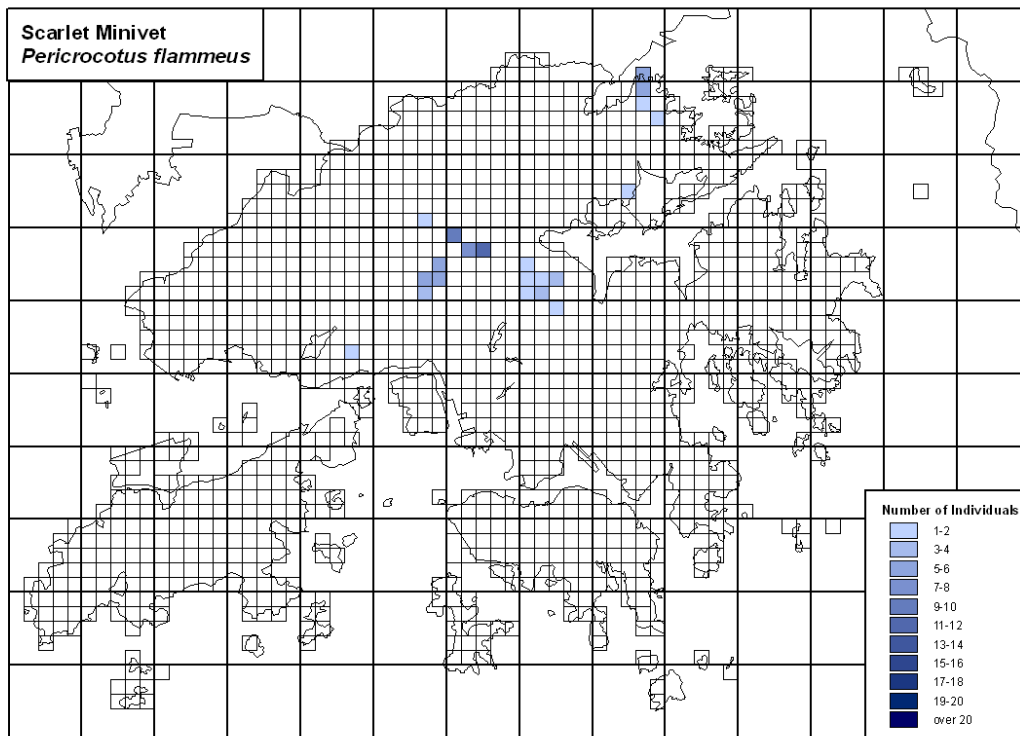 Scarlet Minivet
Pericrocotus flammeus
Number of Individuals
1-2
3-4
5-6
7-8
9-10
11-12
13-14
15-16
17-18
19-20
over 20